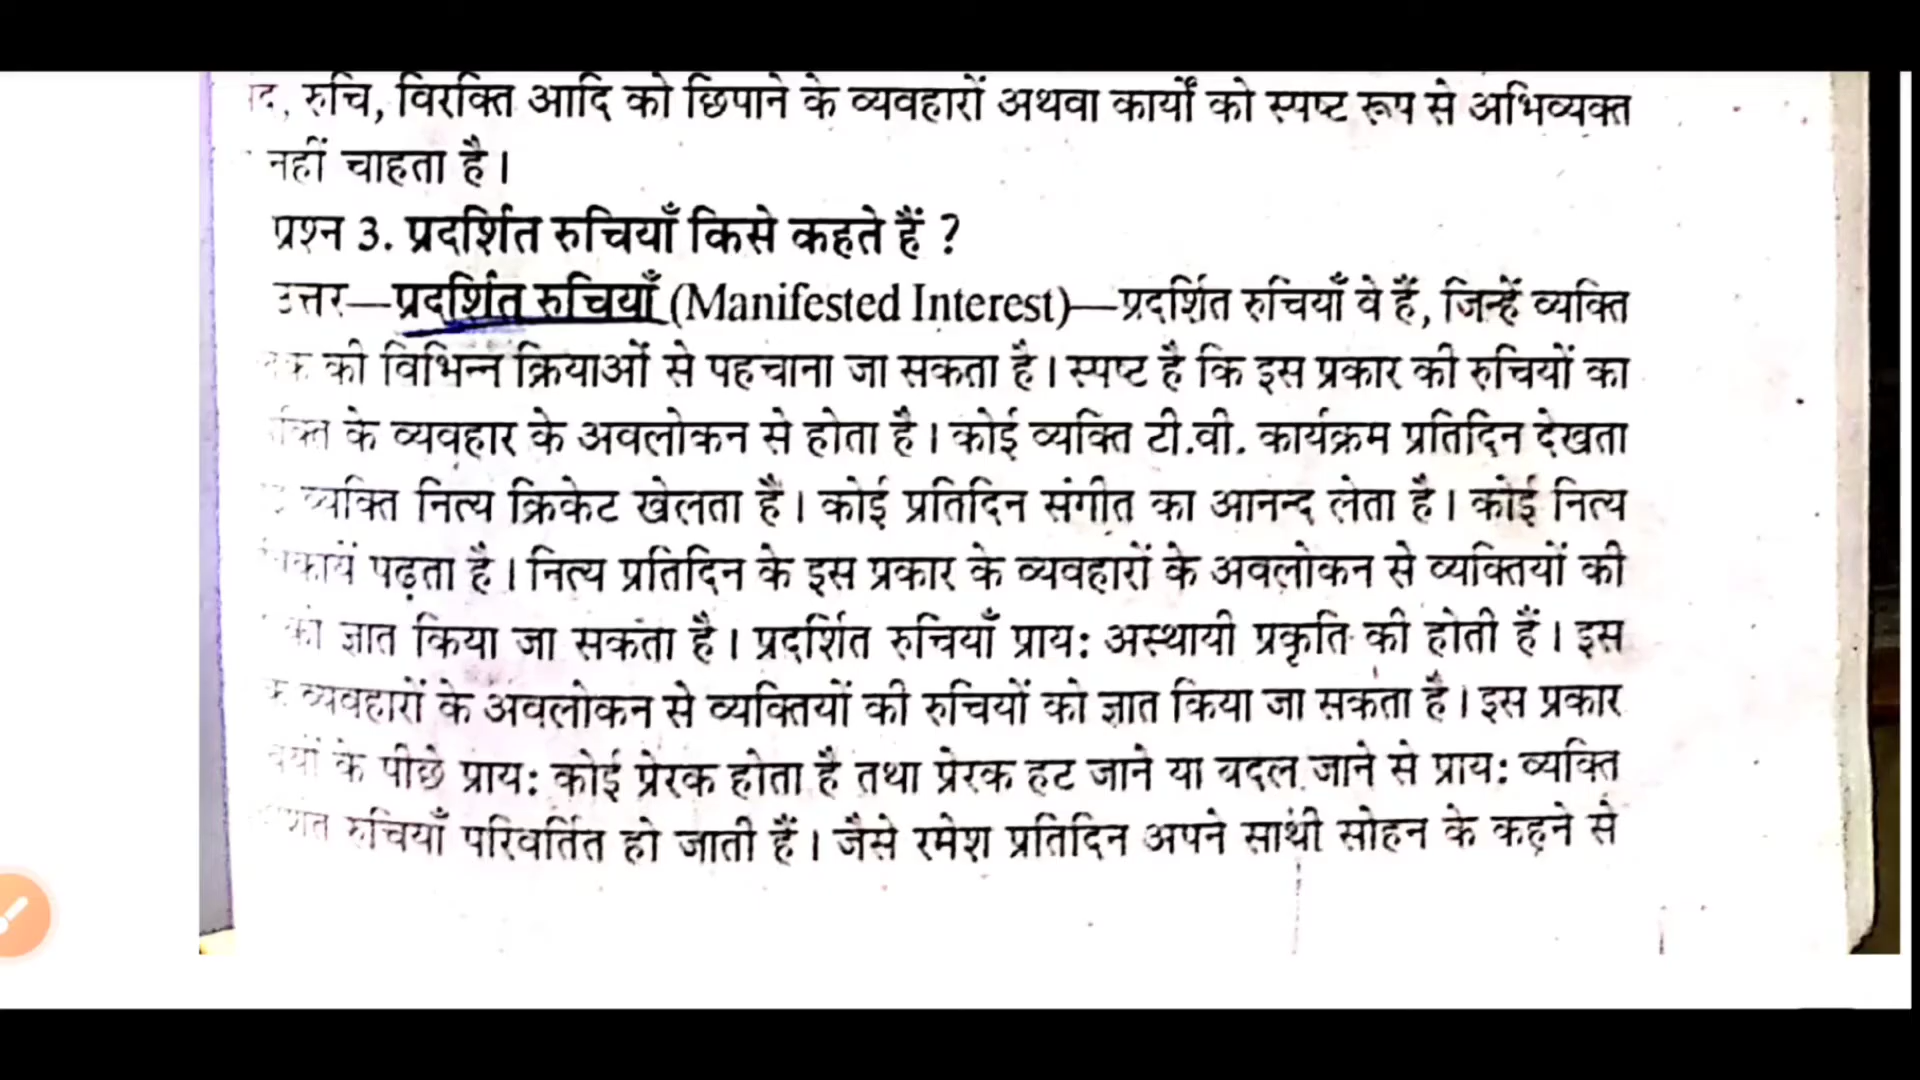 रुचि, विरक्ति आदि को छिपाने के व्यवहारों अथवा कार्यों को स्पष्ट रूप से अभिव्यक्त
नहीं चाहता है।
प्रश्न 3. प्रदर्शित रुचियाँ किसे कहते हैं ?
उत्तर—प्रदर्शित रुचियाँ (Manifested Interest)—प्रदर्शित रुचियाँ वे हैं, जिन्हें व्यक्ति
की विभिन्न क्रियाओं से पहचाना जा सकता है। स्पष्ट है कि इस प्रकार की रुचियों का
के व्यवहार के अवलोकन से होता है। कोई व्यक्ति टी.वी. कार्यक्रम प्रतिदिन देखता
व्यक्ति नित्य क्रिकेट खेलता है। कोई प्रतिदिन संगीत का आनन्द लेता है। कोई नित्य
पढ़ता है। नित्य प्रतिदिन के इस प्रकार के व्यवहारों के अवलोकन से व्यक्तियों की
को ज्ञात किया जा सकता है। प्रदर्शित रुचियाँ प्राय: अस्थायी प्रकृति की होती हैं। इस
व्यवहारों के अवलोकन से व्यक्तियों की रुचियों को ज्ञात किया जा सकता है। इस प्रकार
के पीछे प्राय: कोई प्रेरक होता है तथा प्रेरक हट जाने या बदल जाने से प्राय: व्यक्ति
रुचियाँ परिवर्तित हो जाती हैं। जैसे रमेश प्रतिदिन अपने साथी सोहन के कहने से